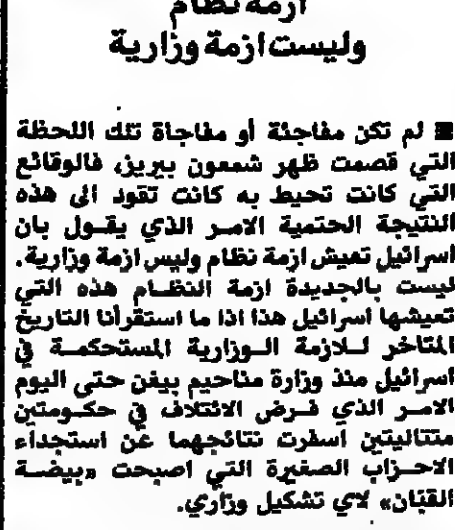 ازمة نظام
وليست ازمة وزارية
لم تكن مفاجئة أو مفاجاة تلك اللحظة
التي قصمت ظهر شمعون بيريز، فالوقائع
التي كانت تحيط به كانت تقود الى هذه
النتيجة الحتمية الامر الذي يقول بان
اسرائيل تعيش ازمة نظام وليس ازمة وزارية.
ليست بالجديدة ازمة النظام هذه التي
تعيشها اسرائيل هذا اذا ما استقرأنا التاريخ
المتاخر للازمة الوزارية المستحكمة في
اسرائيل منذ وزارة مناحيم بيغن حتى اليوم
الامر الذي فرض الائتلاف في حكومتين
متتاليتين اسفرت نتائجهما عن استجداء
الاحزاب الصغيرة التي اصبحت «بيضة
القبّان» لاي تشكيل وزاري.